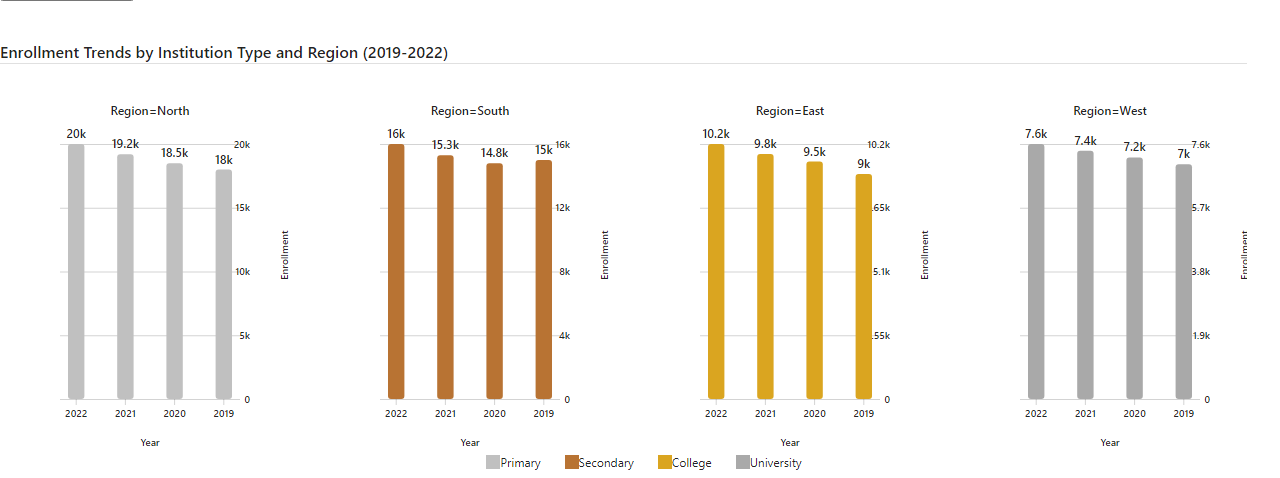 Enrollment Trends by Institution Type and Region (2019-2022)
Region=North
20k
19.2k
18.5k
18k
20k
15k
10k
5k
0
2022 2021 2020 2019
Year
Enrollment
Region=South
16k
15.3k
14.8k
15k
16k
12k
8k
4k
0
2022 2021 2020 2019
Year
Enrollment
Region=East
10.2k
9.8k
9.5k
9k
10.2k
.65k
5.1k
.55k
0
2022 2021 2020 2019
Year
Enrollment
Region=West
7.6k
7.4k
7.2k
7k
7.6k
5.7k
3.8k
1.9k
0
2022 2021 2020 2019
Year
Enrollment
Primary Secondary College University